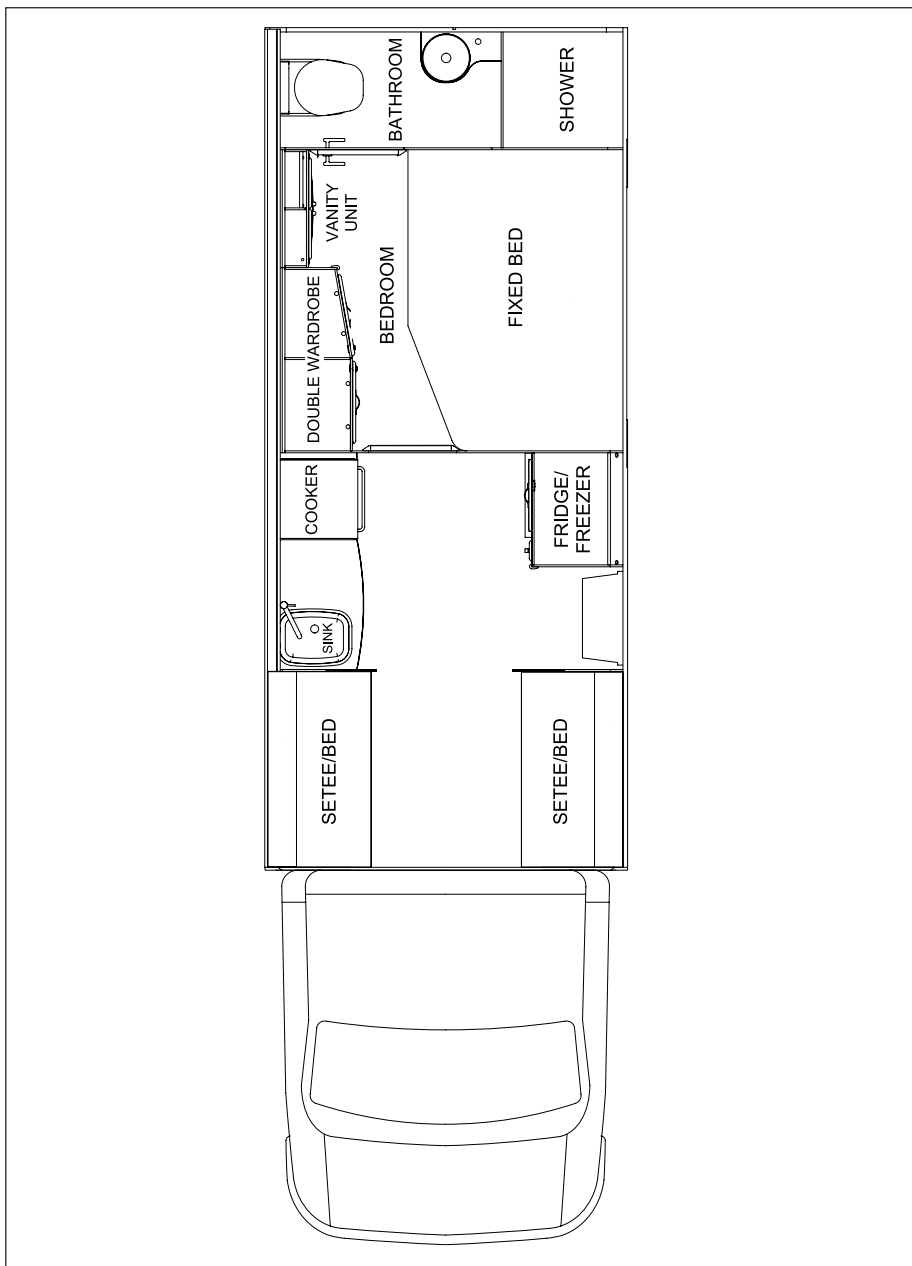 BATHROOM
SHOWER
VANITY
UNIT
DOUBLE WARDROBE
BEDROOM
FIXED BED
COOKER
FRIDGE/
FREEZER
SINK
SETEE/BED
SETEE/BED